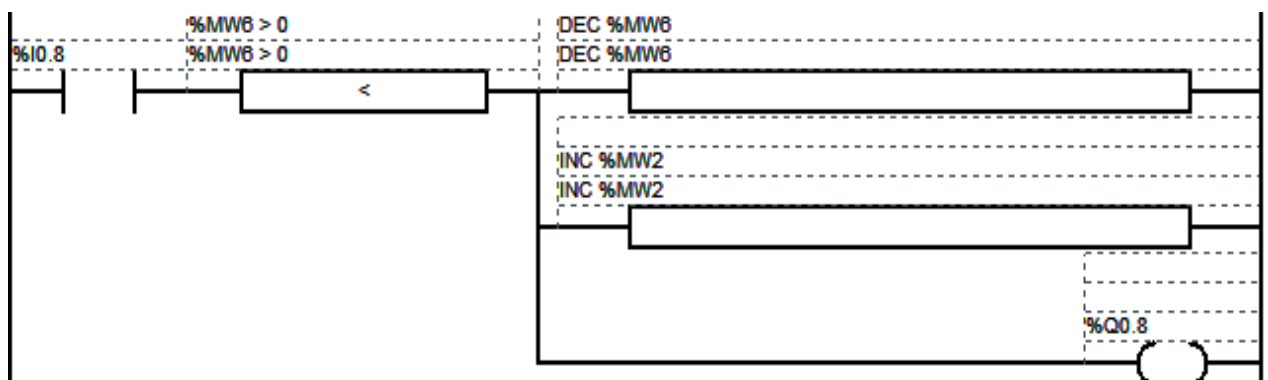 %MW6 > 0 DEC %MW6
%I0.8 %MW6 > 0 DEC %MW6
<
INC %MW2
INC %MW2
%Q0.8